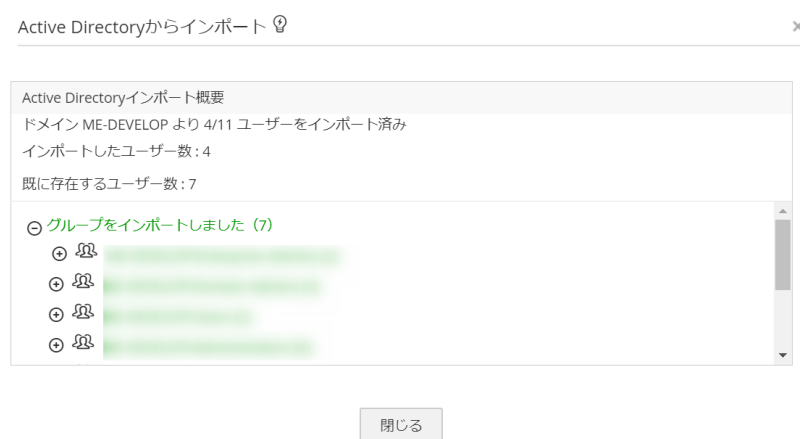 Active Directoryからインポート
Active Directoryインポート概要
ドメイン ME-DEVELOP より 4/11 ユーザーをインポート済み
インポートしたユーザー数 : 4
既に存在するユーザー数 : 7
グループをインポートしました（7）
閉じる